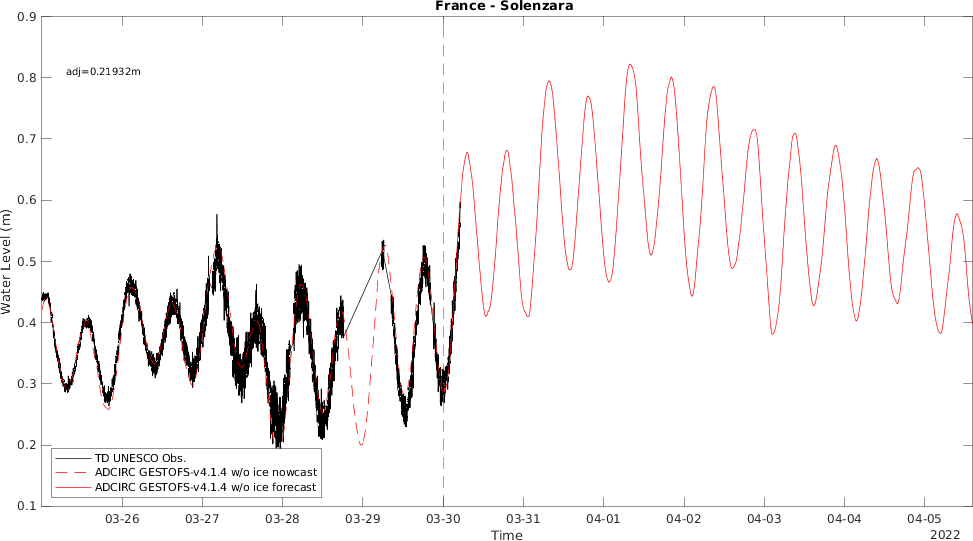 France - Solenzara
0.9
0.8
0.7
0.6
0.5
0.4
0.3
0.2
0.1
Water Level (m)
adj=0.21932m
TD UNESCO Obs.
ADCIRC GESTOFS-v4.1.4 w/o ice nowcast
ADCIRC GESTOFS-v4.1.4 w/o ice forecast
03-26 03-27 03-28 03-29 03-30 03-31 04-01 04-02 04-03 04-04 04-05
Time
2022